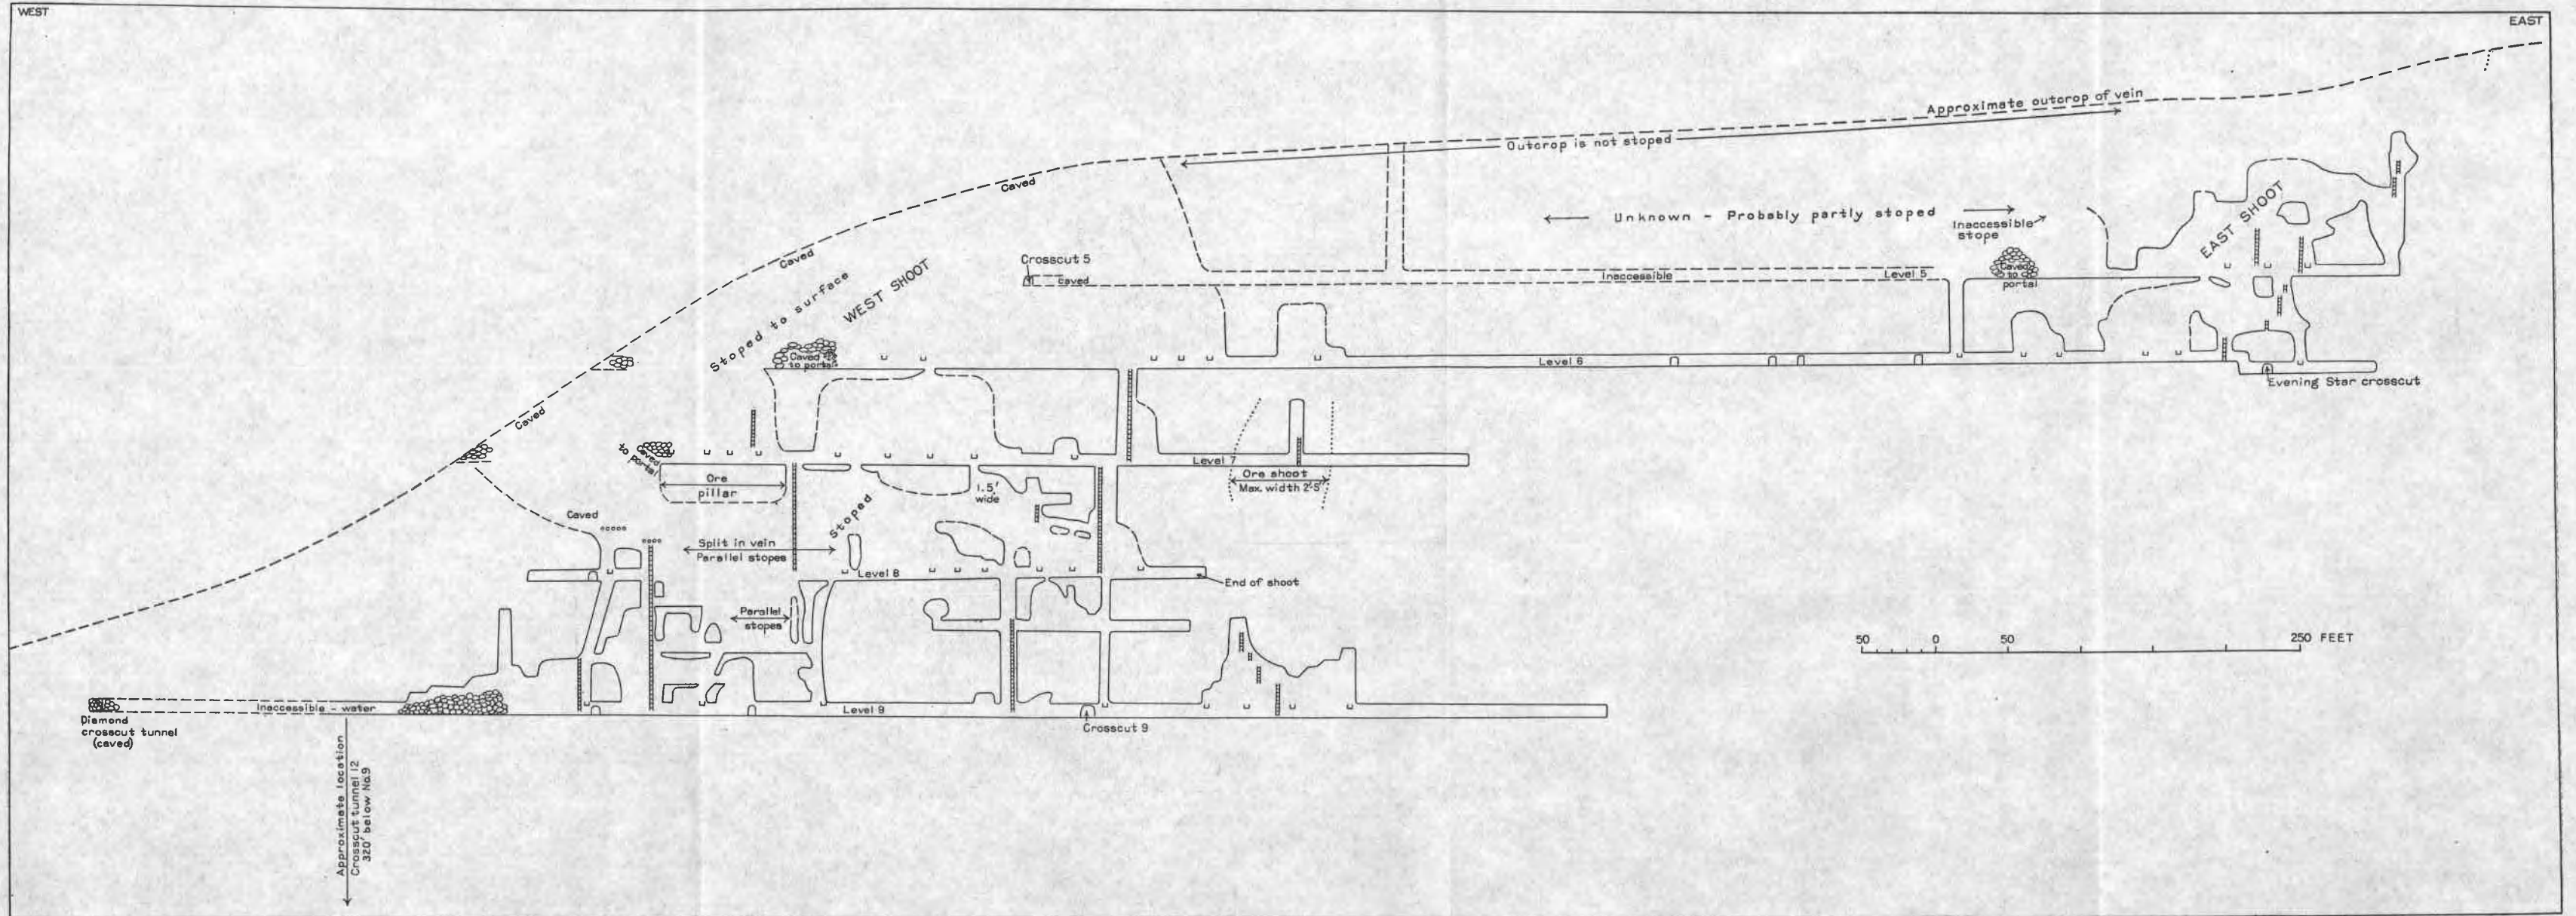 WEST
EAST
Approximate outcrop of vein
Outcrop is not stoped
Caved
Unknown - Probably partly stoped
Inaccessible
stope
EAST SHOOT
Caved
Crosscut 5
Caved
Inaccessible
Level 5
Caved
to
portal
Stoped to surface
WEST SHOOT
Caved to
to portal
Level 6
Evening Star crosscut
Caved
Caved
to portal
Level 7
Ore
pillar
1.5'
wide
Ore shoot
Max. width 2'-5'
Stoped
Caved
Split in vein
Parallel stopes
Level 8
End of shoot
Parallel
stopes
50 0 50 250 FEET
Inaccessible - water
Level 9
Diamond
crosscut tunnel
(caved)
Crosscut 9
Approximate location
Crosscut tunnel 12
320' below No.9